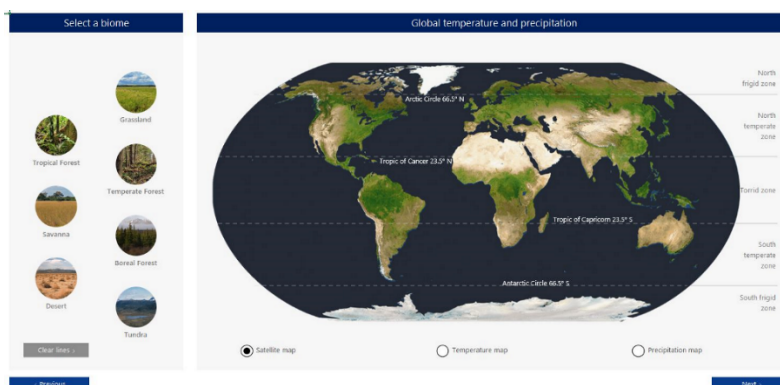 Select a biome
Grassland
Tropical Forest
Temperate Forest
Savanna
Boreal Forest
Desert
Tundra
Clear lines ›
‹ Previous
Global temperature and precipitation
North
frigid zone
Arctic Circle 66.5° N
North
temperate
zone
Tropic of Cancer 23.5° N
Torrid zone
Tropic of Capricorn 23.5° S
South
temperate
zone
Antarctic Circle 66.5° S
South frigid
zone
Satellite map
Temperature map
Precipitation map
Next ›